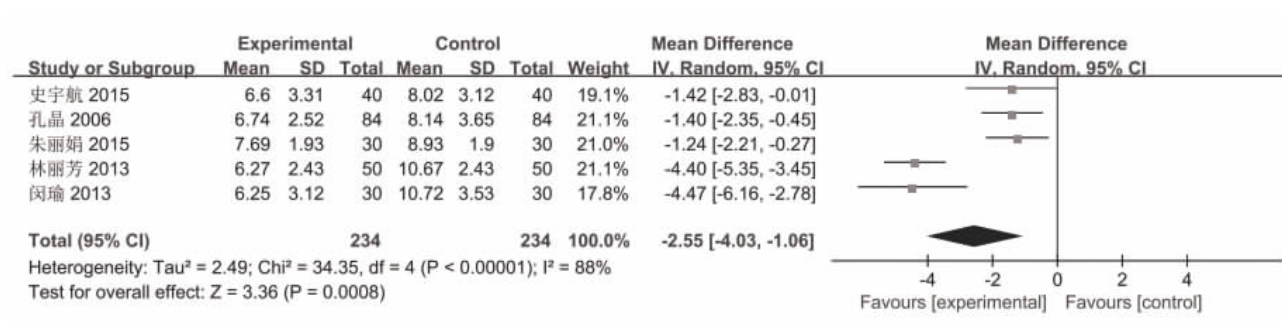 Experimental Control Mean Difference Mean Difference
Study or Subgroup Mean SD Total Mean SD Total Weight IV, Random, 95% CI IV, Random, 95% CI
史宇航 2015 6.6 3.31 40 8.02 3.12 40 19.1% -1.42 [-2.83, -0.01]
孔晶 2006 6.74 2.52 84 8.14 3.65 84 21.1% -1.40 [-2.35, -0.45]
朱丽娟 2015 7.69 1.93 30 8.93 1.9 30 21.0% -1.24 [-2.21, -0.27]
林丽芳 2013 6.27 2.43 50 10.67 2.43 50 21.1% -4.40 [-5.35, -3.45]
闵瑜 2013 6.25 3.12 30 10.72 3.53 30 17.8% -4.47 [-6.16, -2.78]
Total (95% CI) 234 234 100.0% -2.55 [-4.03, -1.06]
Heterogeneity: Tau² = 2.49; Chi² = 34.35, df = 4 (P < 0.00001); I² = 88%
Test for overall effect: Z = 3.36 (P = 0.0008)
-4 -2 0 2 4
Favours [experimental] Favours [control]